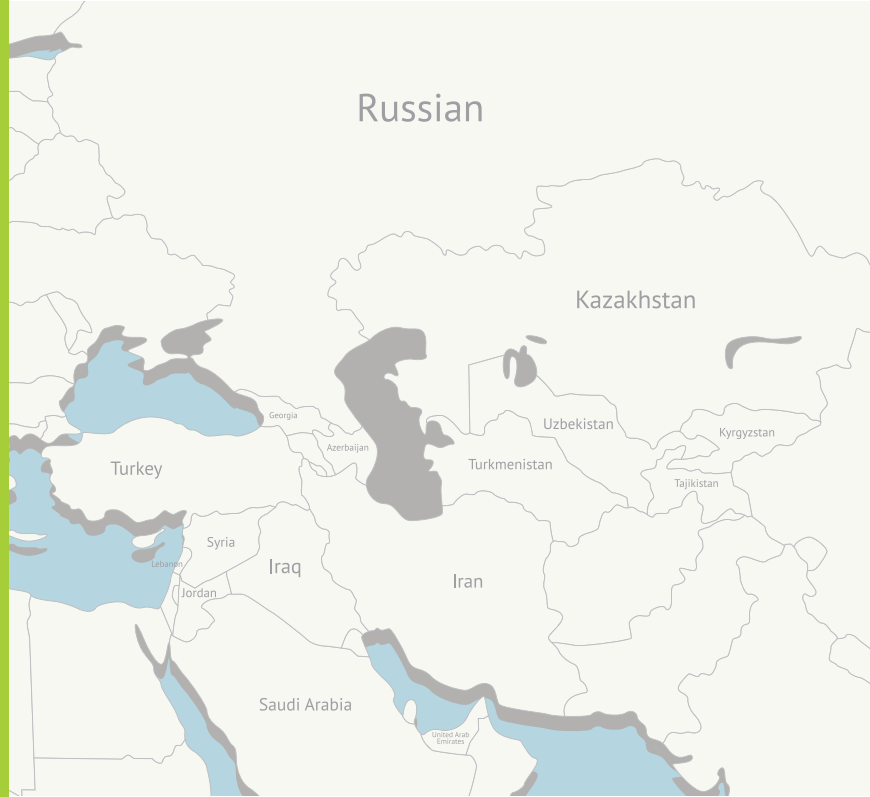 Russian
Kazakhstan
Georgia
Uzbekistan
Kyrgyzstan
Azerbaijan
Turkey
Turkmenistan
Tajikistan
Syria
Lebanon
Iraq
Iran
Jordan
Saudi Arabia
United Arab
Emirates